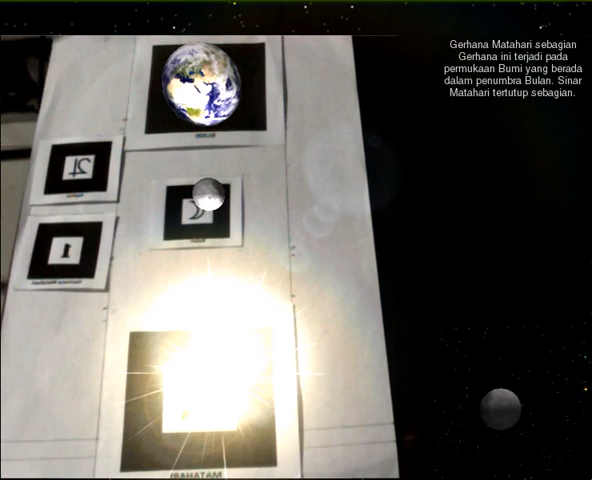 Gerhana Matahari sebagian
Gerhana ini terjadi pada
permukaan Bumi yang berada
dalam penumbra Bulan. Sinar
Matahari tertutup sebagian.
MATAHARI